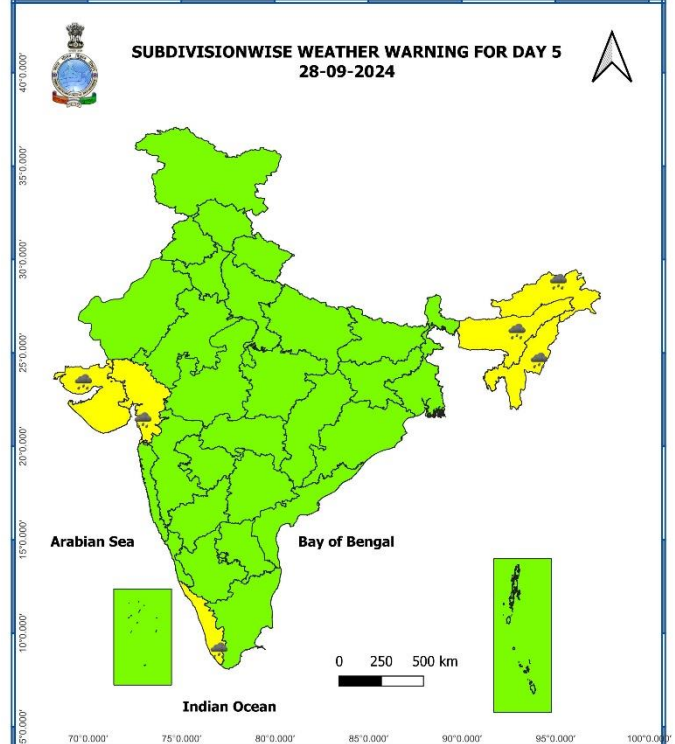 SUBDIVISIONWISE WEATHER WARNING FOR DAY 5
28-09-2024
40°0.000'
35°0.000'
30°0.000'
25°0.000'
20°0.000'
15°0.000'
10°0.000'
5°0.000'
Arabian Sea
Bay of Bengal
0 250 500 km
Indian Ocean
70°0.000' 75°0.000' 80°0.000' 85°0.000' 90°0.000' 95°0.000' 100°0.000'